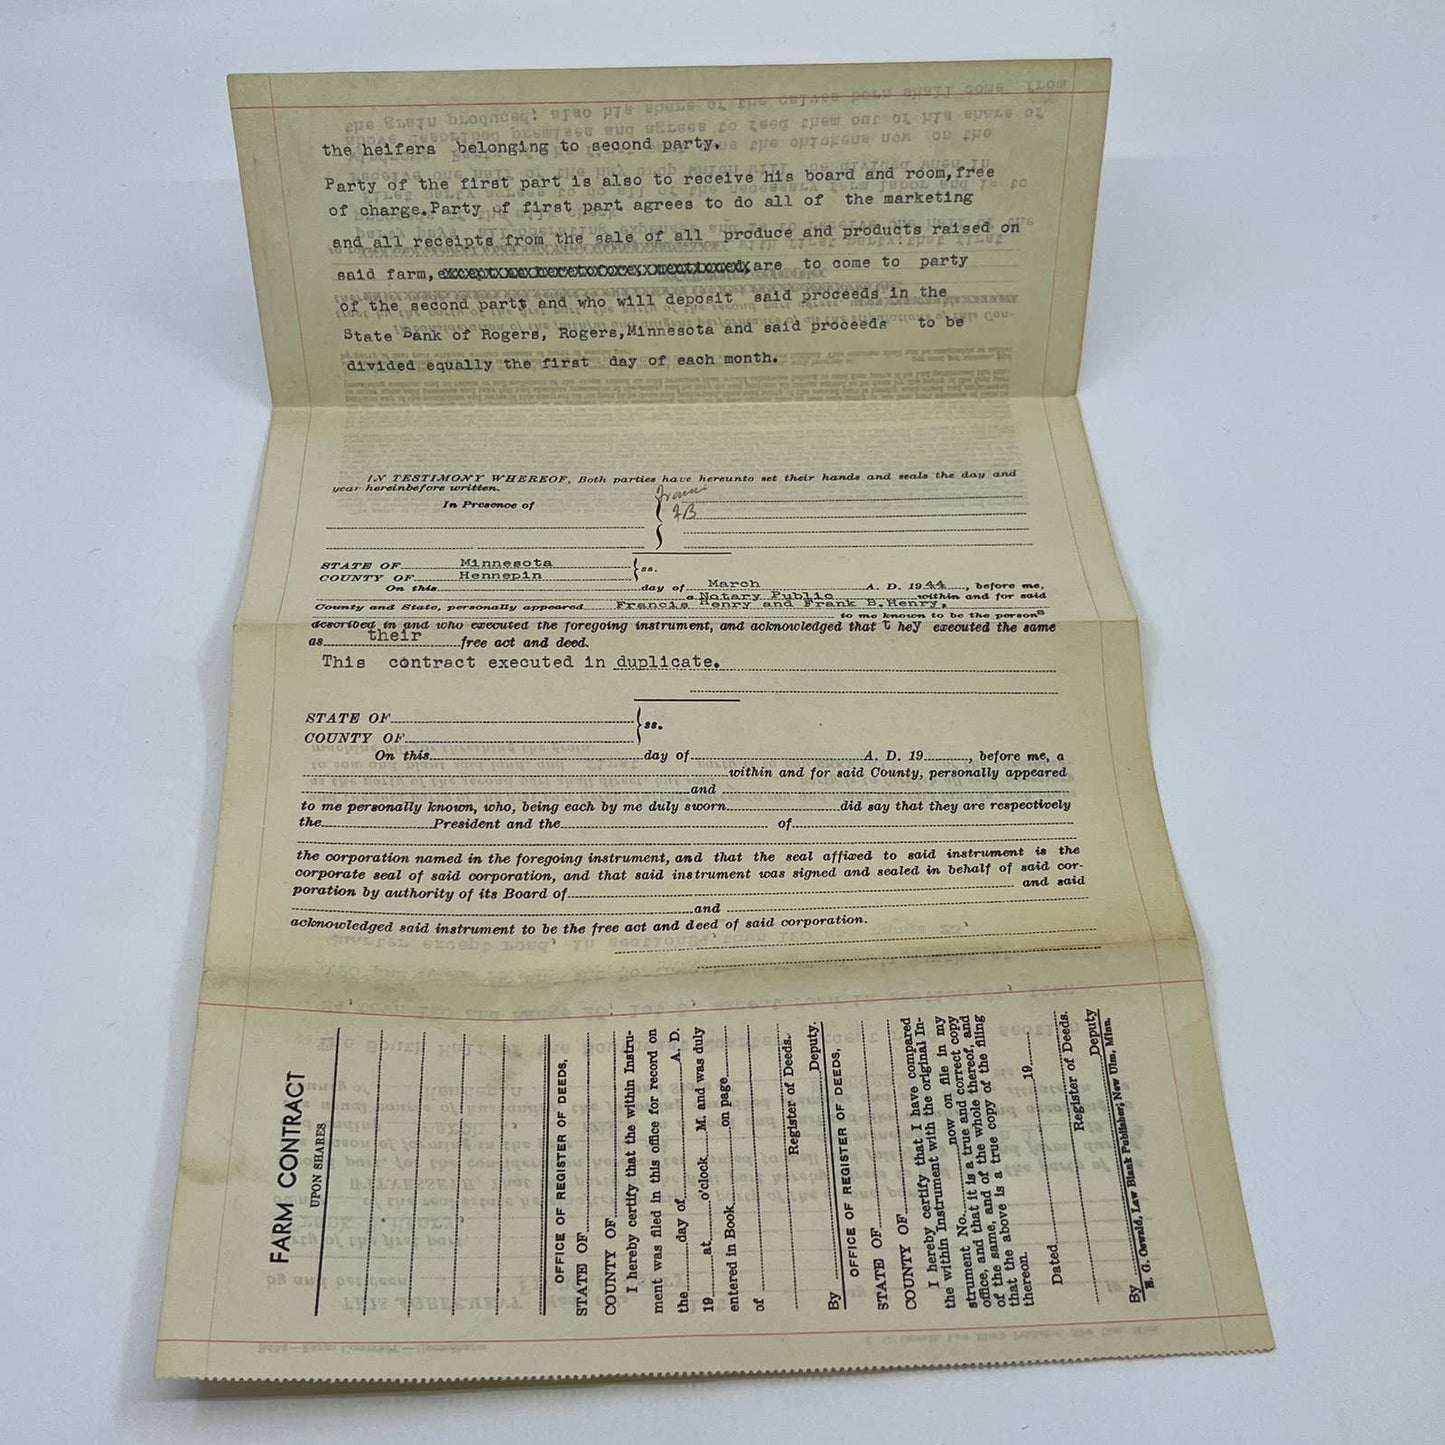 the heifers belonging to second party.
Party of the first part is also to receive his board and room, free
of charge. Party of first part agrees to do all of the marketing
and all receipts from the sale of all produce and products raised on
said farm, are to come to party
of the second part and who will deposit said proceeds in the
State Bank of Rogers, Rogers, Minnesota and said proceeds to be
divided equally the first day of each month.
IN TESTIMONY WHEREOF, Both parties have hereunto set their hands and seals the day and
year hereinbefore written.
In Presence of
FB
STATE OF Minnesota
COUNTY OF Hennepin ss.
On this day of March A. D. 1944, before me,
a Notary Public within and for said
County and State, personally appeared Francis Henry and Frank B. Henry,
to me known to be the persons
described in and who executed the foregoing instrument, and acknowledged that they executed the same
as their free act and deed.
This contract executed in duplicate.
STATE OF
COUNTY OF ss.
On this day of A. D. 19 , before me, a
within and for said County, personally appeared
and
to me personally known, who, being each by me duly sworn did say that they are respectively
the President and the of
the corporation named in the foregoing instrument, and that the seal affixed to said instrument is the
corporate seal of said corporation, and that said instrument was signed and sealed in behalf of said cor-
poration by authority of its Board of and said
and
acknowledged said instrument to be the free act and deed of said corporation.
FARM CONTRACT
UPON SHARES
OFFICE OF REGISTER OF DEEDS,
STATE OF
COUNTY OF
I hereby certify that the within Instru-
ment was filed in this office for record on
the day of A. D.
19 at o'clock M. and was duly
entered in Book on page
of
Register of Deeds.
By Deputy.
OFFICE OF REGISTER OF DEEDS,
STATE OF
COUNTY OF
I hereby certify that I have compared
the within Instrument with the original In-
strument No. now on file in my
office, and that it is a true and correct copy
of the same, and of the whole thereof, and
that the above is a true copy of the filing
thereon.
Dated 19
Register of Deeds.
By Deputy
B. G. Oswald, Law Blank Publisher, New Ulm, Minn.